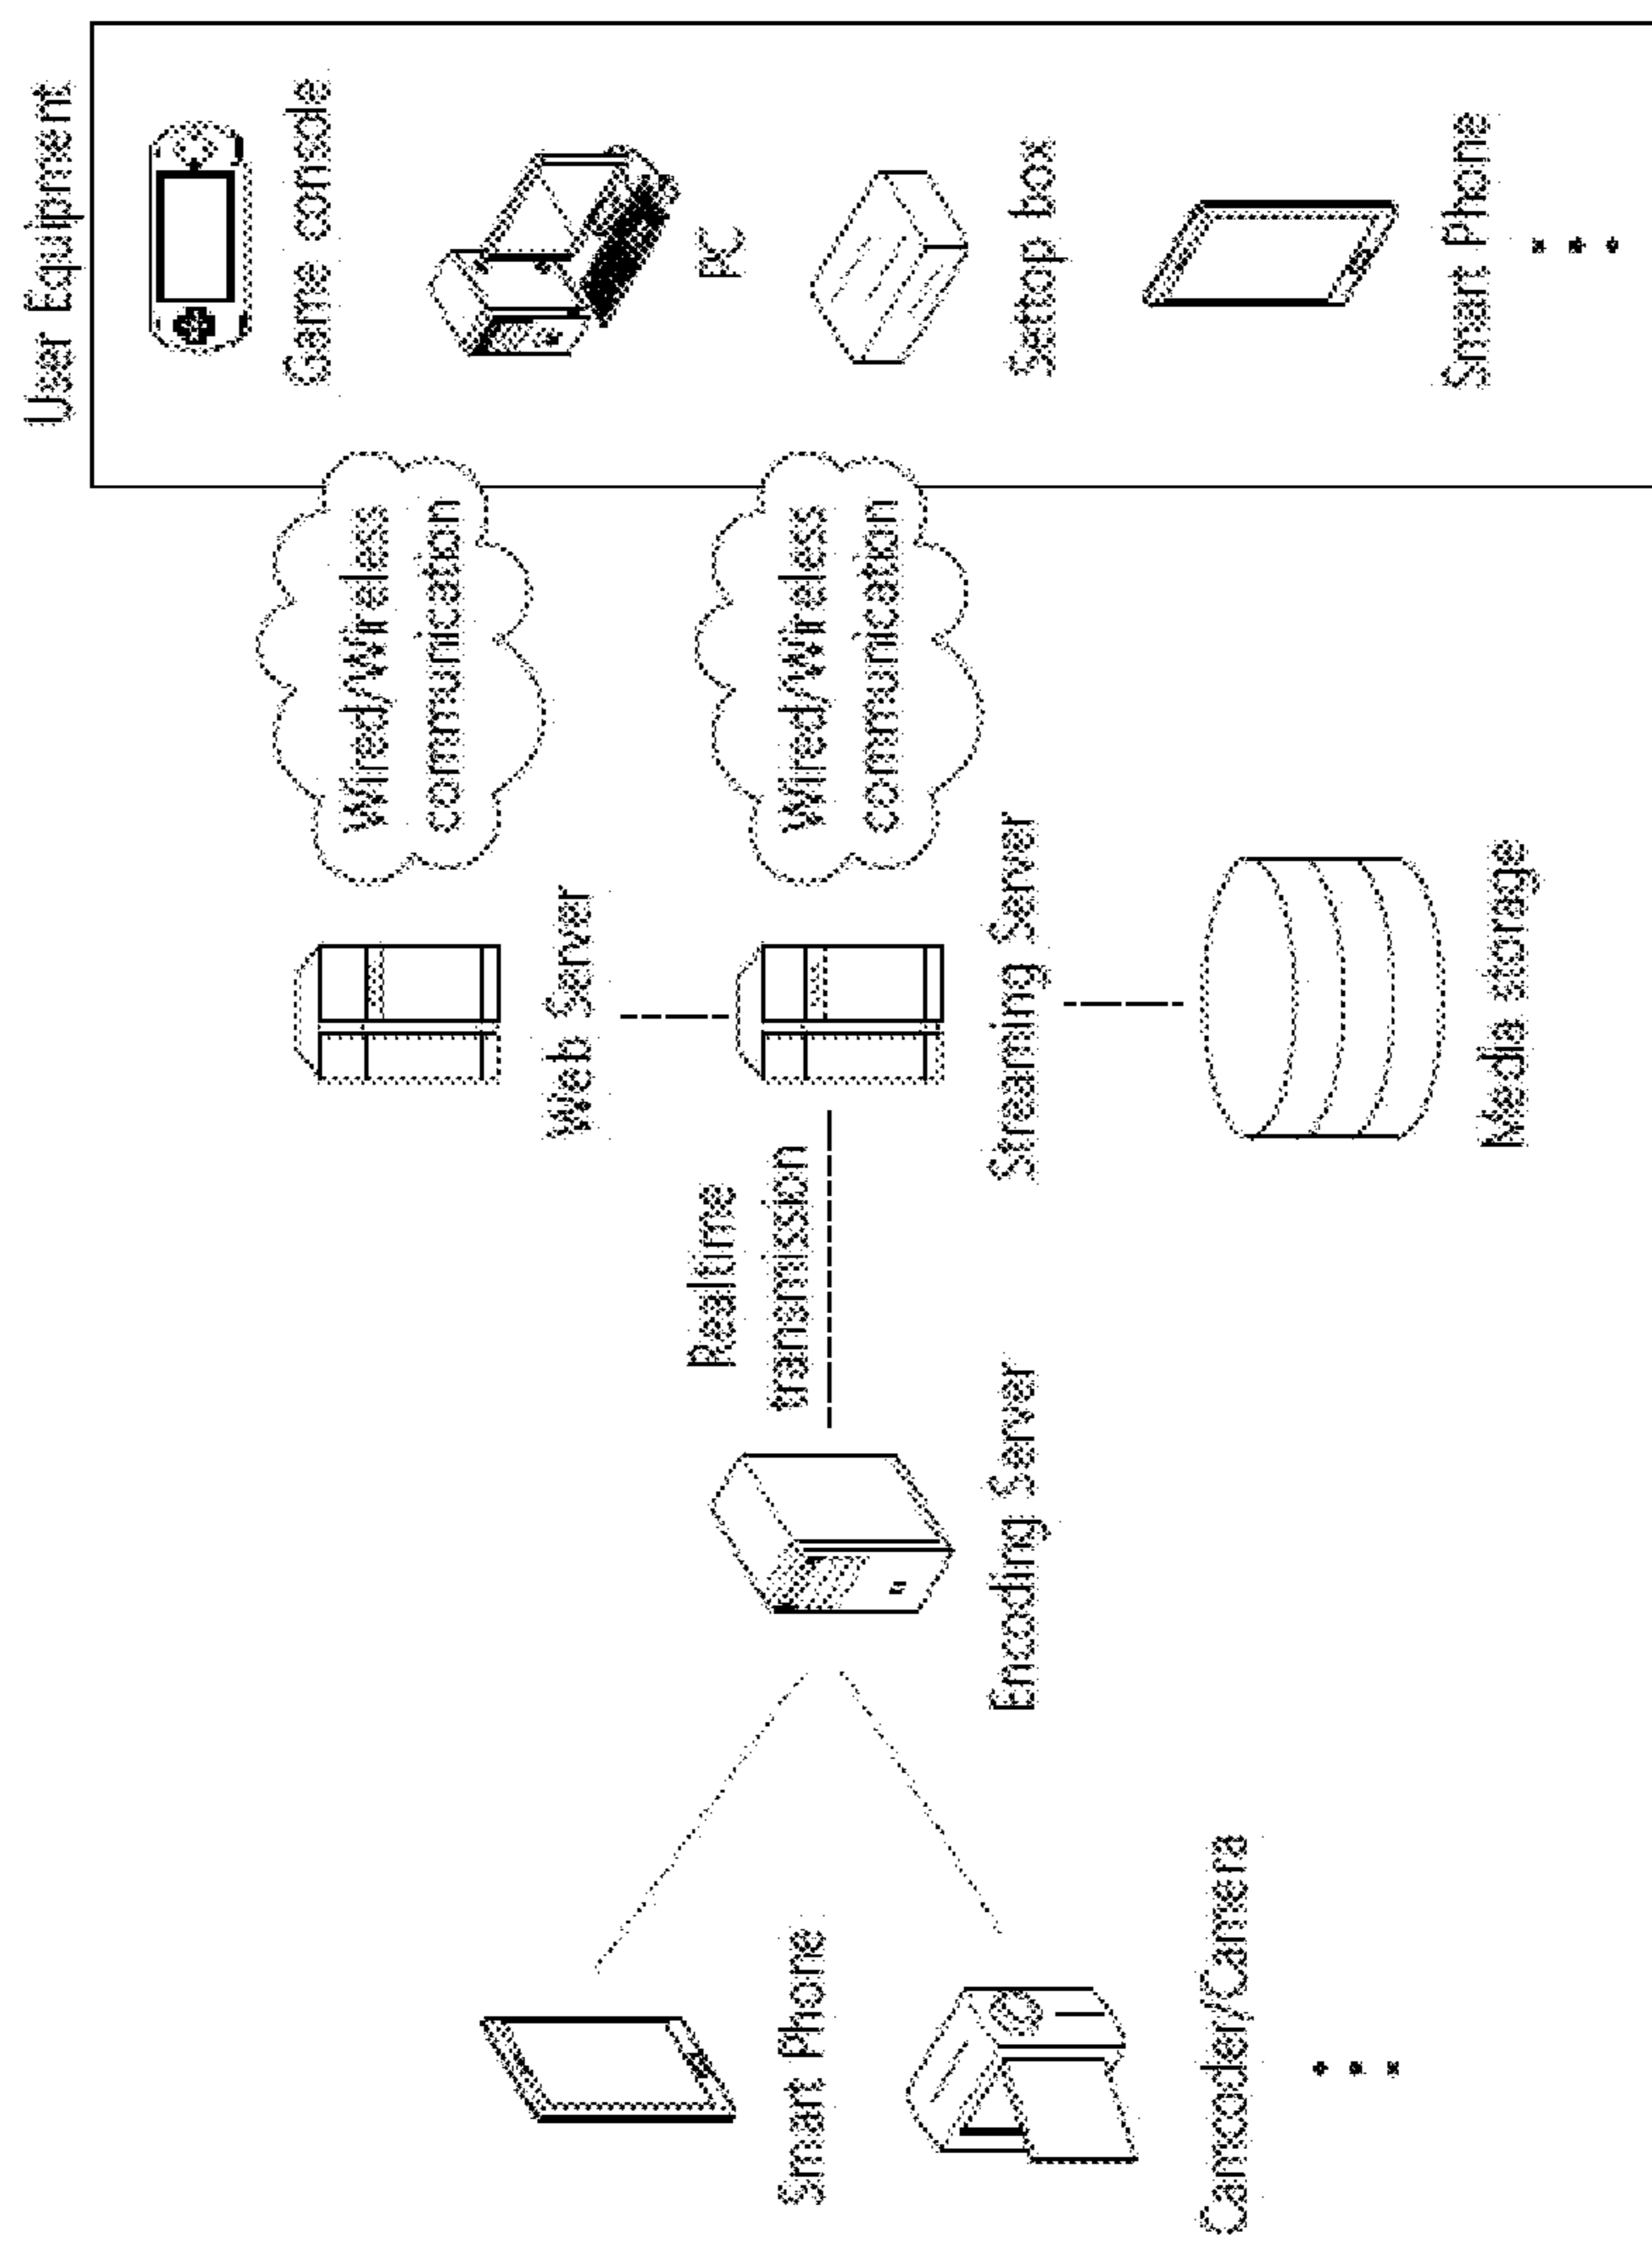 User Equipment
Game console
PC
Settop box
Smart Phone
Wired/Wireless
communication
Wired/Wireless
communication
Web Server
Streaming Server
Media storage
Realtime
transmission
Encoding Server
Smart Phone
Camcoder/Camera